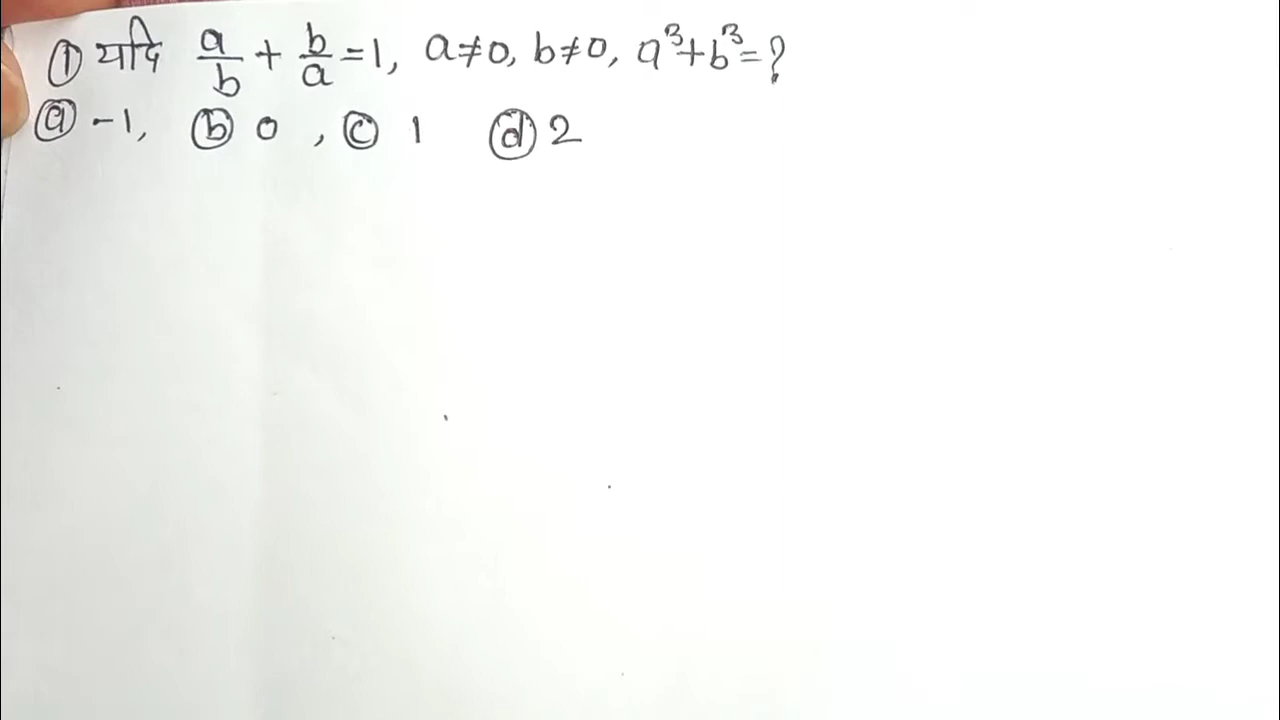 ① यदि a/b + b/a = 1, a≠0, b≠0, a³+b³=?
ⓐ -1, ⓑ 0 , ⓒ 1 ⓓ 2